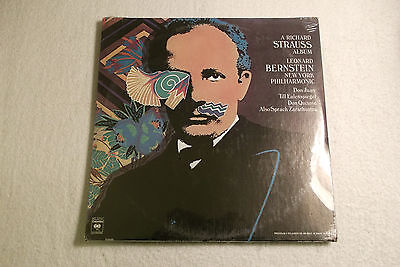 A RICHARD
STRAUSS
ALBUM
LEONARD
BERNSTEIN
NEW YORK
PHILHARMONIC
Don Juan
Till Eulenspiegel
Don Quixote
Also Sprach Zarathustra